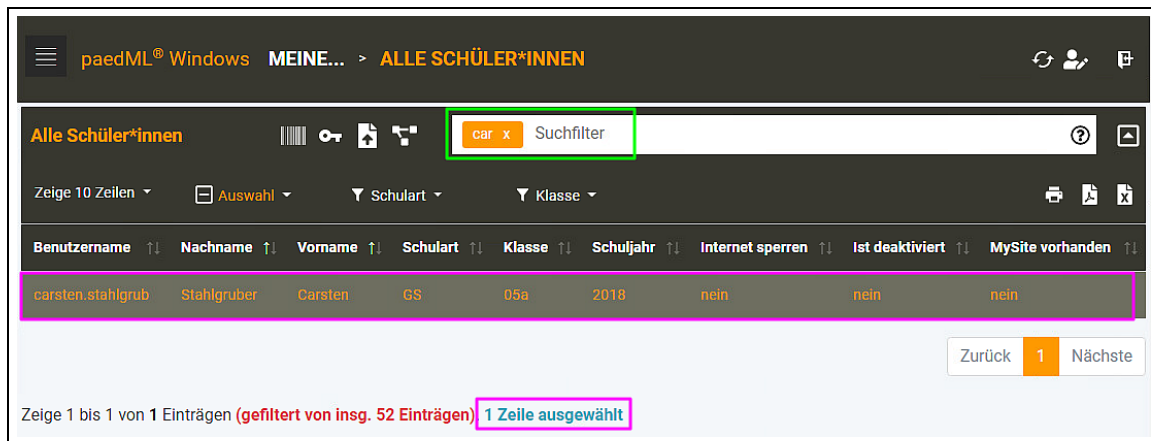 paedML® Windows MEINE... > ALLE SCHÜLER*INNEN
Alle Schüler*innen car x Suchfilter
Zeige 10 Zeilen Auswahl Schulart Klasse
Benutzername Nachname Vorname Schulart Klasse Schuljahr Internet sperren Ist deaktiviert MySite vorhanden
carsten.stahlgrub Stahlgruber Carsten GS 05a 2018 nein nein nein
Zurück 1 Nächste
Zeige 1 bis 1 von 1 Einträgen (gefiltert von insg. 52 Einträgen) 1 Zeile ausgewählt